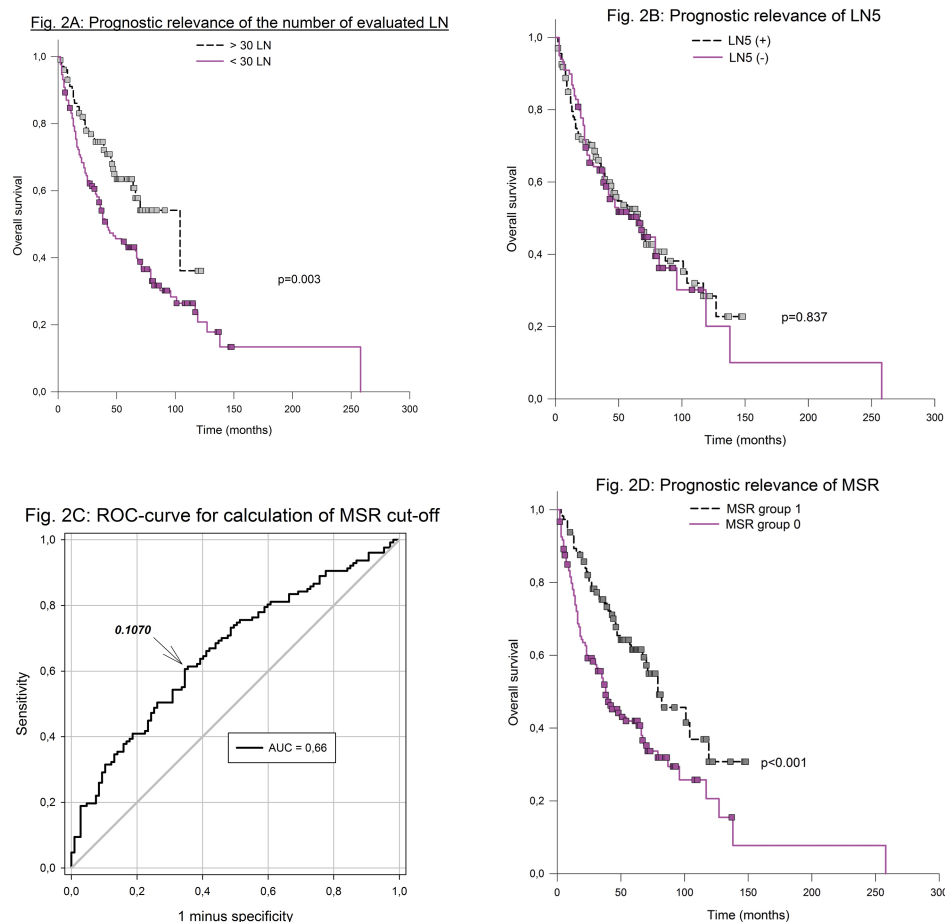 Fig. 2A: Prognostic relevance of the number of evaluated LN
> 30 LN
< 30 LN
1,0
0,8
0,6
0,4
0,2
0,0
Overall survival
p=0.003
0 50 100 150 200 250 300
Time (months)
Fig. 2B: Prognostic relevance of LN5
LN5 (+)
LN5 (-)
1,0
0,8
0,6
0,4
0,2
0,0
Overall survival
p=0.837
0 50 100 150 200 250 300
Time (months)
Fig. 2C: ROC-curve for calculation of MSR cut-off
1,0
0,8
0,6
0,4
0,2
0,0
Sensitivity
0.1070
AUC = 0,66
0,0 0,2 0,4 0,6 0,8 1,0
1 minus specificity
Fig. 2D: Prognostic relevance of MSR
MSR group 1
MSR group 0
1,0
0,8
0,6
0,4
0,2
0,0
Overall survival
p<0.001
0 50 100 150 200 250 300
Time (months)